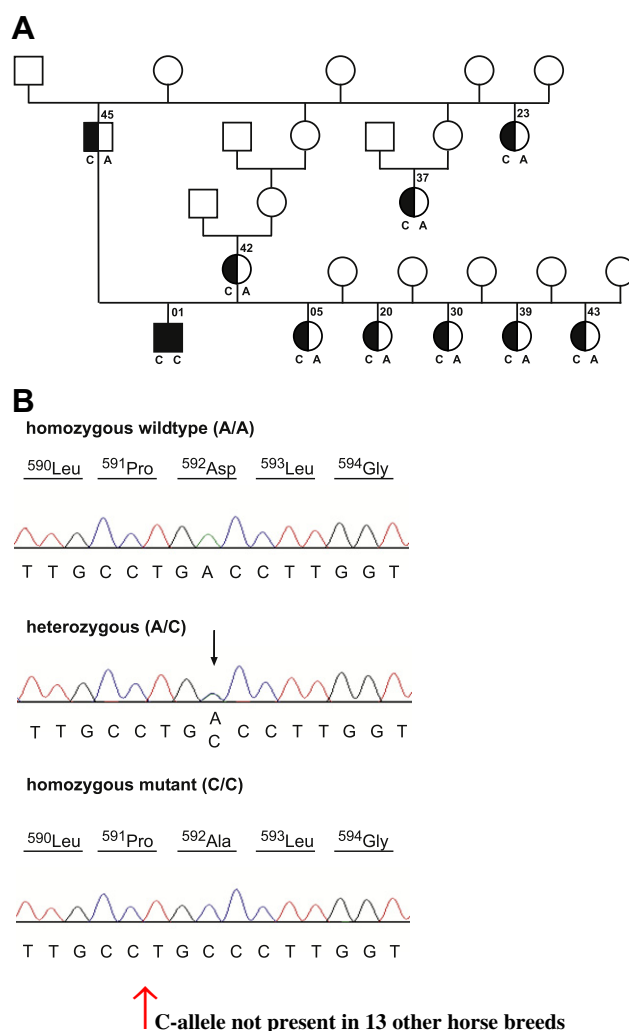 A
45
23
C A
C A
37
C A
42
C A
01
05
20
30
39
43
C C
C A
C A
C A
C A
C A
B
homozygous wildtype (A/A)
590Leu 591Pro 592Asp 593Leu 594Gly
T T G C C T G A C C T T G G T
heterozygous (A/C)
A
T T G C C T G C C T T G G T
C
homozygous mutant (C/C)
590Leu 591Pro 592Ala 593Leu 594Gly
T T G C C T G C C C T T G G T
C-allele not present in 13 other horse breeds